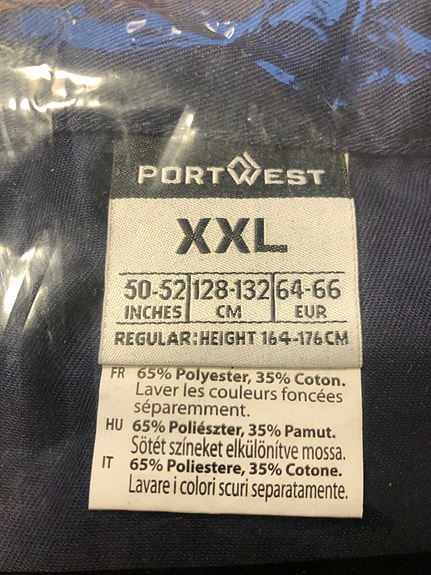 PORTWEST
XXL
50-52 128-132 64-66
INCHES CM EUR
REGULAR:HEIGHT 164-176CM
FR 65% Polyester, 35% Coton.
Laver les couleurs foncées
séparemment.
HU 65% Poliészter, 35% Pamut.
Sötét színeket elkülönítve mossa.
IT 65% Poliestere, 35% Cotone.
Lavare i colori scuri separatamente.